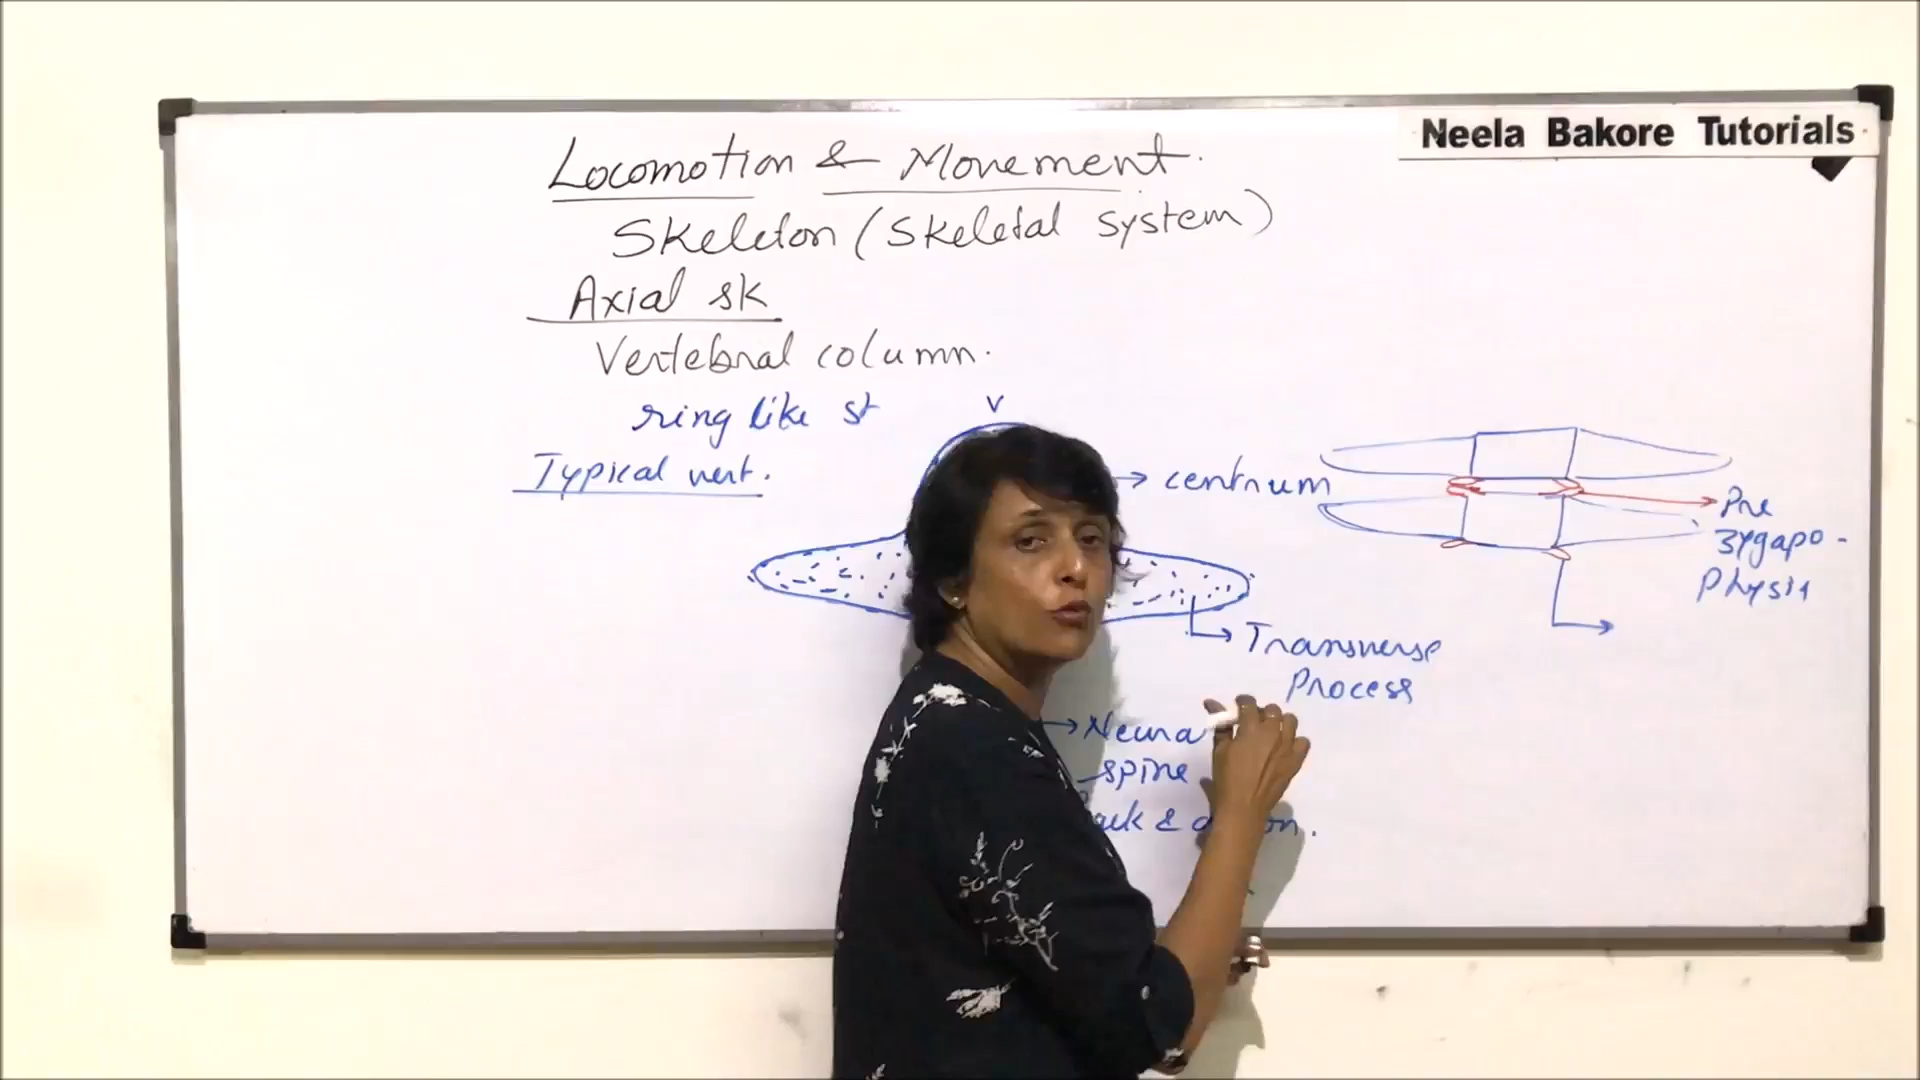 Neela Bakore Tutorials
Locomotion & Movement.
Skeleton (Skeletal system)
Axial sk
Vertebral column.
ring like st
V
Typical vert.
centrum
Pre
zygapo-
physis
Transverse
Process
Neura
spine
&